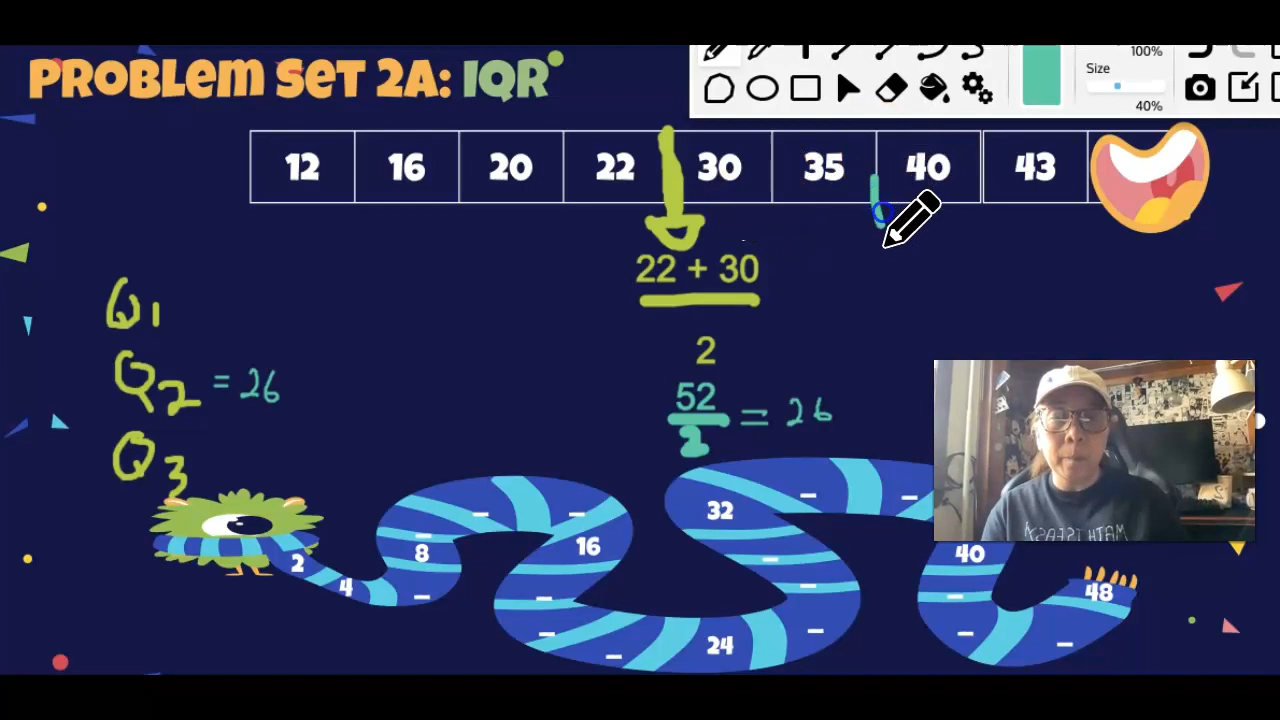 PROBLEM SET 2A: IQR
100%
Size
40%
12 16 20 22 30 35 40 43
22 + 30
2
52
2
= 26
Q1
Q2 = 26
Q3
2
4
8
16
24
32
40
48